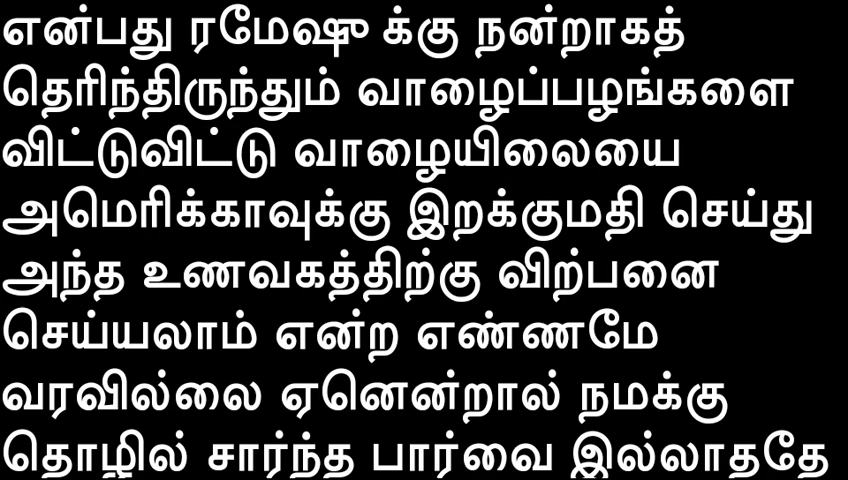 என்பது ரமேஷு க்கு நன்றாகத்
தெரிந்திருந்தும் வாழைப்பழங்களை
விட்டுவிட்டு வாழையிலையை
அமெரிக்காவுக்கு இறக்குமதி செய்து
அந்த உணவகத்திற்கு விற்பனை
செய்யலாம் என்ற எண்ணமே
வரவில்லை ஏனென்றால் நமக்கு
தொழில் சார்ந்த பார்வை இல்லாததே